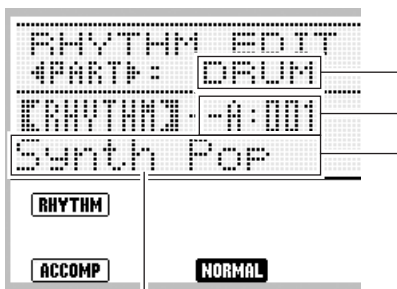 RHYTHM EDIT
◀PART▶: DRUM
【RHYTHM】--A:001
Synth Pop
RHYTHM
ACCOMP NORMAL